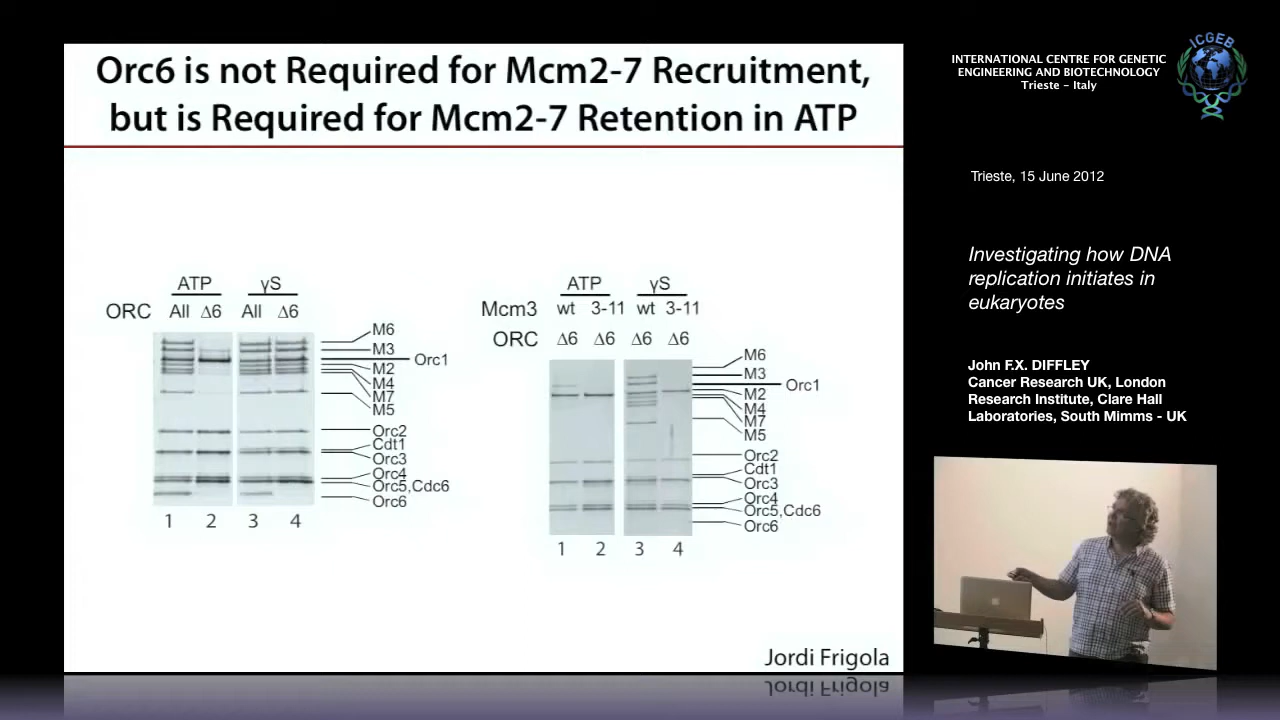 Orc6 is not Required for Mcm2-7 Recruitment,
but is Required for Mcm2-7 Retention in ATP
ATP γS
ORC All Δ6 All Δ6
M6
M3
Orc1
M2
M4
M7
M5
Orc2
Cdt1
Orc3
Orc4
Orc5,Cdc6
Orc6
1 2 3 4
ATP γS
Mcm3 wt 3-11 wt 3-11
ORC Δ6 Δ6 Δ6 Δ6
M6
M3
Orc1
M2
M4
M7
M5
Orc2
Cdt1
Orc3
Orc4
Orc5,Cdc6
Orc6
1 2 3 4
Jordi Frigola
INTERNATIONAL CENTRE FOR GENETIC
ENGINEERING AND BIOTECHNOLOGY
Trieste - Italy
ICGEB
Trieste, 15 June 2012
Investigating how DNA
replication initiates in
eukaryotes
John F.X. DIFFLEY
Cancer Research UK, London
Research Institute, Clare Hall
Laboratories, South Mimms - UK